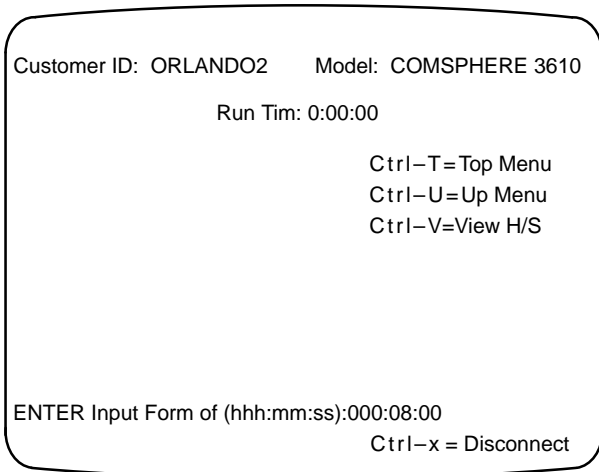 Customer ID: ORLANDO2 Model: COMSPHERE 3610
Run Tim: 0:00:00
Ctrl–T=Top Menu
Ctrl–U=Up Menu
Ctrl–V=View H/S
ENTER Input Form of (hhh:mm:ss):000:08:00
Ctrl–x = Disconnect